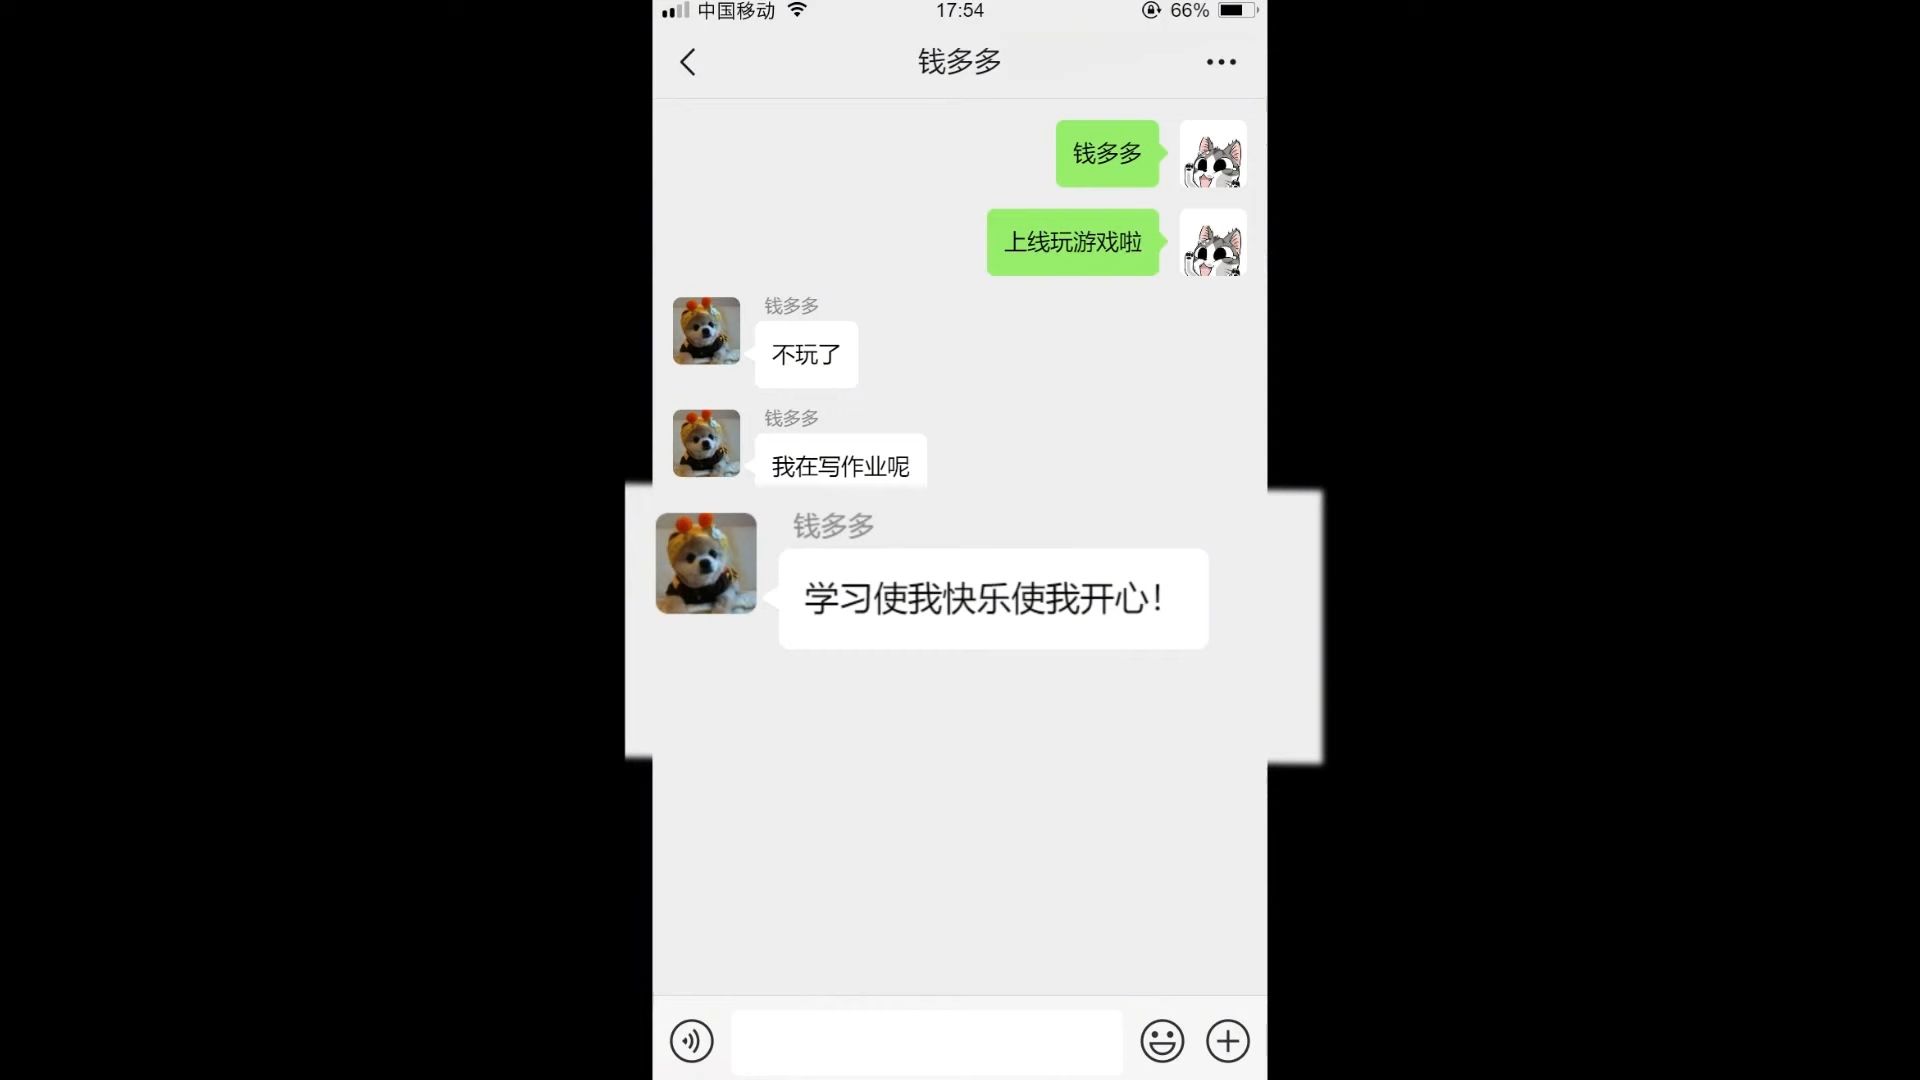 中国移动 17:54 66%
钱多多
钱多多
上线玩游戏啦
钱多多
不玩了
钱多多
我在写作业呢
钱多多
学习使我快乐使我开心！